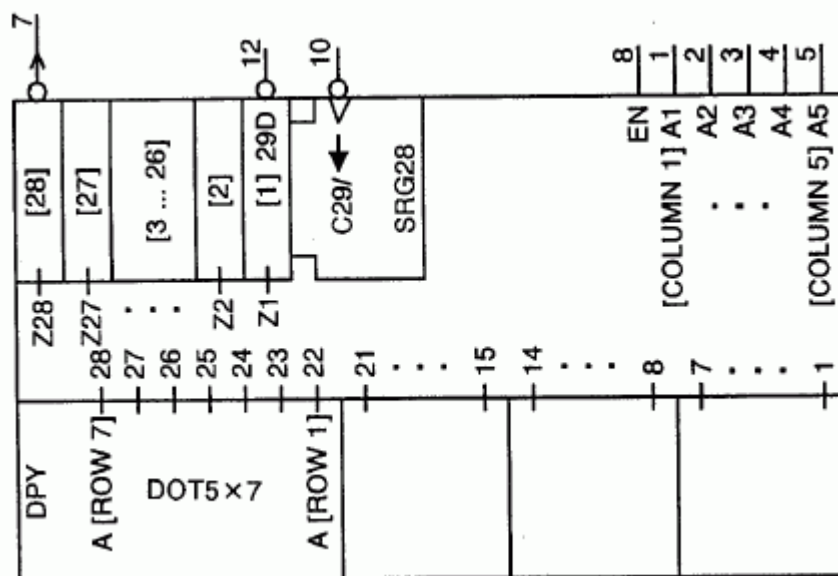 7
12
10
8
1
2
3
4
5
[28]
[27]
[3 ... 26]
[2]
[1] 29D
C29/
SRG28
EN
[COLUMN 1] A1
A2
A3
A4
[COLUMN 5] A5
Z28
Z27
Z2
Z1
28
27
26
25
24
23
22
21
15
14
8
7
1
DPY
A [ROW 7]
DOT5×7
A [ROW 1]